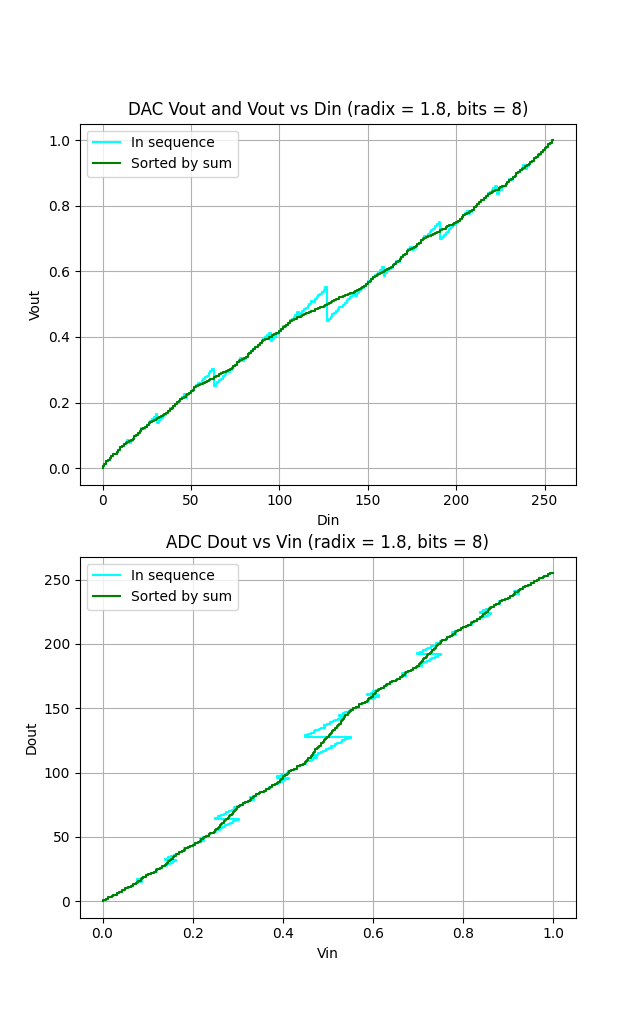 DAC Vout and Vout vs Din (radix = 1.8, bits = 8)
In sequence
Sorted by sum
1.0
0.8
0.6
0.4
0.2
0.0
Vout
0 50 100 150 200 250
Din
ADC Dout vs Vin (radix = 1.8, bits = 8)
In sequence
Sorted by sum
250
200
150
100
50
0
Dout
0.0 0.2 0.4 0.6 0.8 1.0
Vin